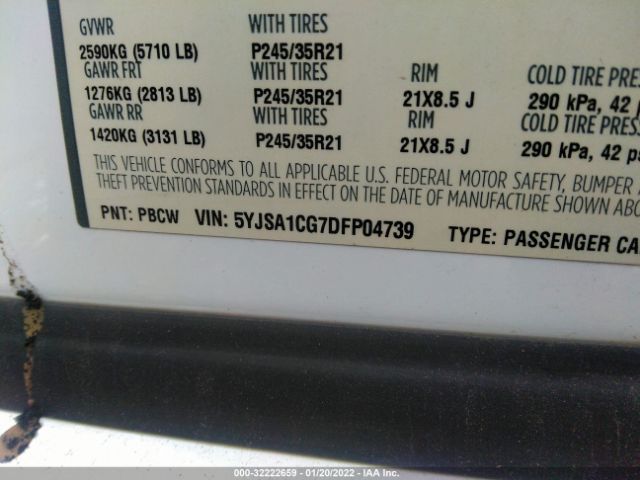 GVWR WITH TIRES
2590KG (5710 LB) P245/35R21
GAWR FRT WITH TIRES RIM COLD TIRE PRES
1276KG (2813 LB) P245/35R21 21X8.5 J 290 kPa, 42
GAWR RR WITH TIRES RIM COLD TIRE PRESS
1420KG (3131 LB) P245/35R21 21X8.5 J 290 kPa, 42 ps
THIS VEHICLE CONFORMS TO ALL APPLICABLE U.S. FEDERAL MOTOR SAFETY, BUMPER
THEFT PREVENTION STANDARDS IN EFFECT ON THE DATE OF MANUFACTURE SHOWN ABO
PNT: PBCW VIN: 5YJSA1CG7DFP04739 TYPE: PASSENGER CA
000-32222659 - 01/20/2022 - IAA Inc.